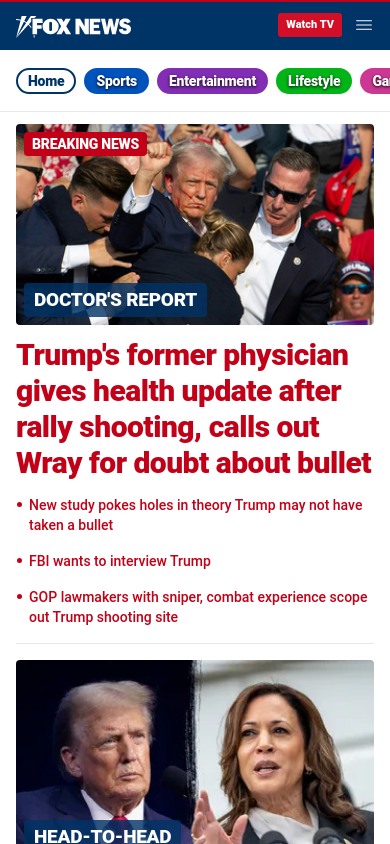 FOX NEWS
Watch TV
Home
Sports
Entertainment
Lifestyle
BREAKING NEWS
TRUMP
DOCTOR'S REPORT
Trump's former physician
gives health update after
rally shooting, calls out
Wray for doubt about bullet
• New study pokes holes in theory Trump may not have
taken a bullet
• FBI wants to interview Trump
• GOP lawmakers with sniper, combat experience scope
out Trump shooting site
HEAD-TO-HEAD